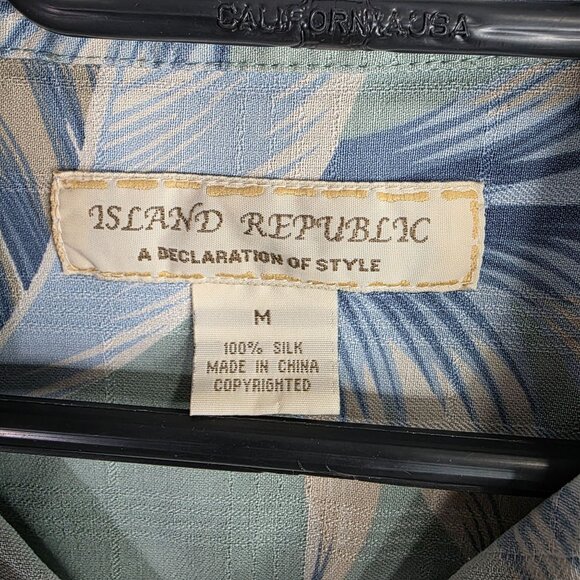 CALIFORNIA USA
ISLAND REPUBLIC
A DECLARATION OF STYLE
M
100% SILK
MADE IN CHINA
COPYRIGHTED